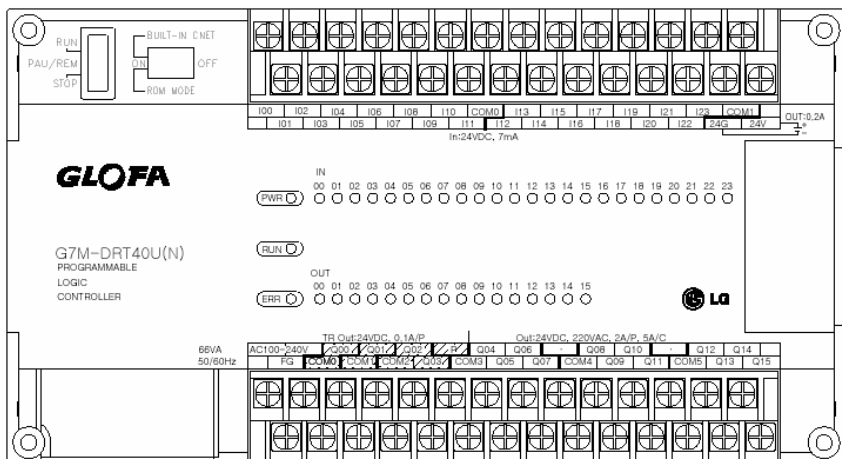 RUN
PAU/REM
STOP
BUILT-IN CNET
ON OFF
ROM MODE
I00 I02 I04 I06 I08 I10 COM0 I13 I15 I17 I19 I21 I23 COM1
I01 I03 I05 I07 I09 I11 I12 I14 I16 I18 I20 I22 24G 24V
OUT:0.2A
In:24VDC, 7mA
GLOFA
IN
00 01 02 03 04 05 06 07 08 09 10 11 12 13 14 15 16 17 18 19 20 21 22 23
PWR
G7M-DRT40U(N)
PROGRAMMABLE
LOGIC
CONTROLLER
RUN
OUT
00 01 02 03 04 05 06 07 08 09 10 11 12 13 14 15
ERR
LG
TR Out:24VDC, 0.1A/P Out:24VDC, 220VAC, 2A/P, 5A/C
66VA
50/60Hz
AC100-240V Q00 Q01 Q02 P Q04 Q06 · Q08 Q10 · Q12 Q14
FG COM0 COM1 COM2 Q03 COM3 Q05 Q07 COM4 Q09 Q11 COM5 Q13 Q15